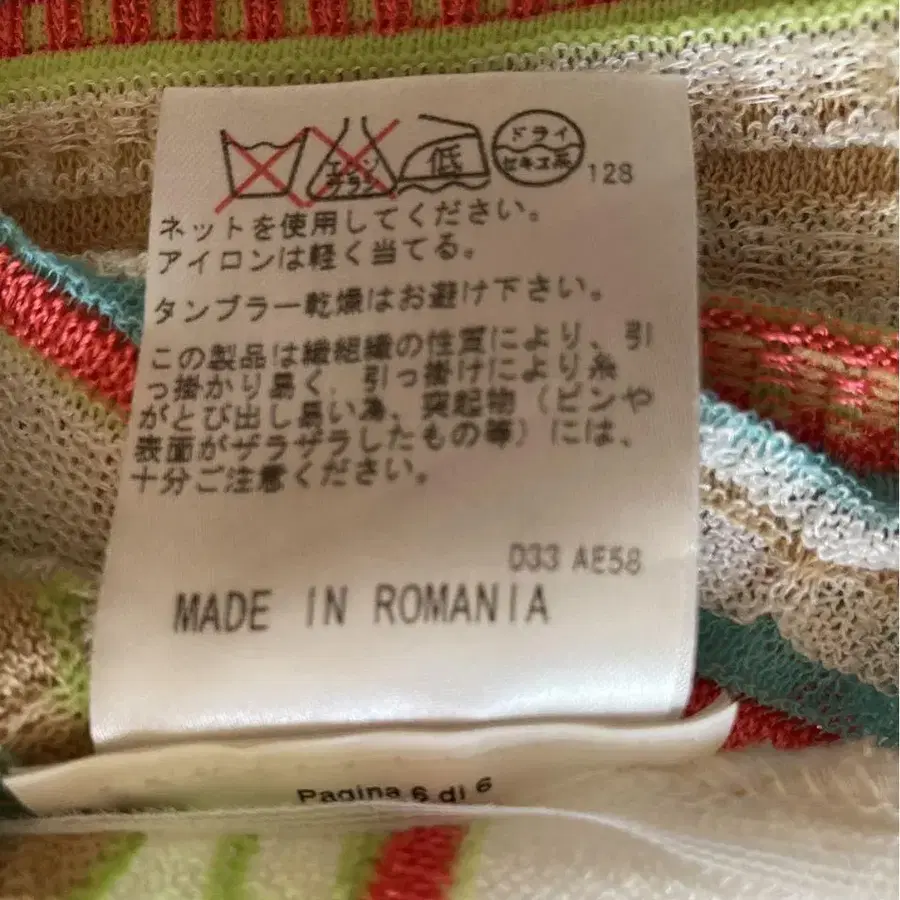 エンソ
サラシ
低
ドライ
セキユ系
128
ネットを使用してください。
アイロンは軽く当てる。
タンブラー乾燥はお避け下さい。
この製品は繊組織の性質により、引
っ掛かり易く、引っ掛けにより糸
がとび出し易い為、突起物（ピンや
表面がザラザラしたもの等）には、
十分ご注意ください。
D33 AE58
MADE IN ROMANIA
Pagina 6 di 6